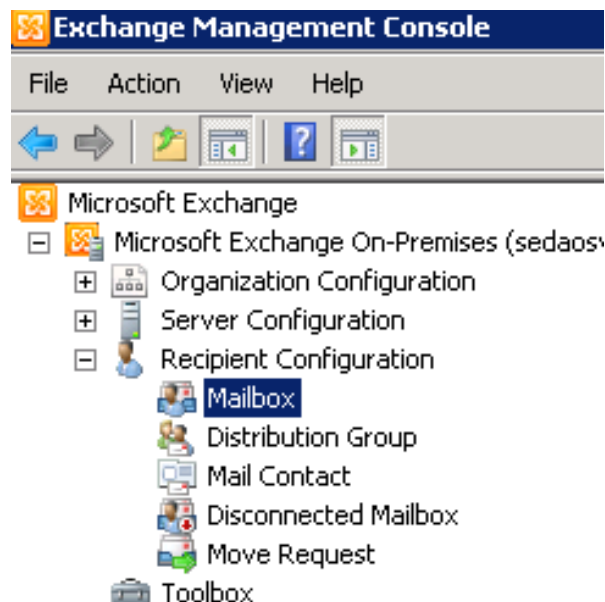 Exchange Management Console
File Action View Help
Microsoft Exchange
Microsoft Exchange On-Premises (sedaosv
Organization Configuration
Server Configuration
Recipient Configuration
Mailbox
Distribution Group
Mail Contact
Disconnected Mailbox
Move Request
Toolbox